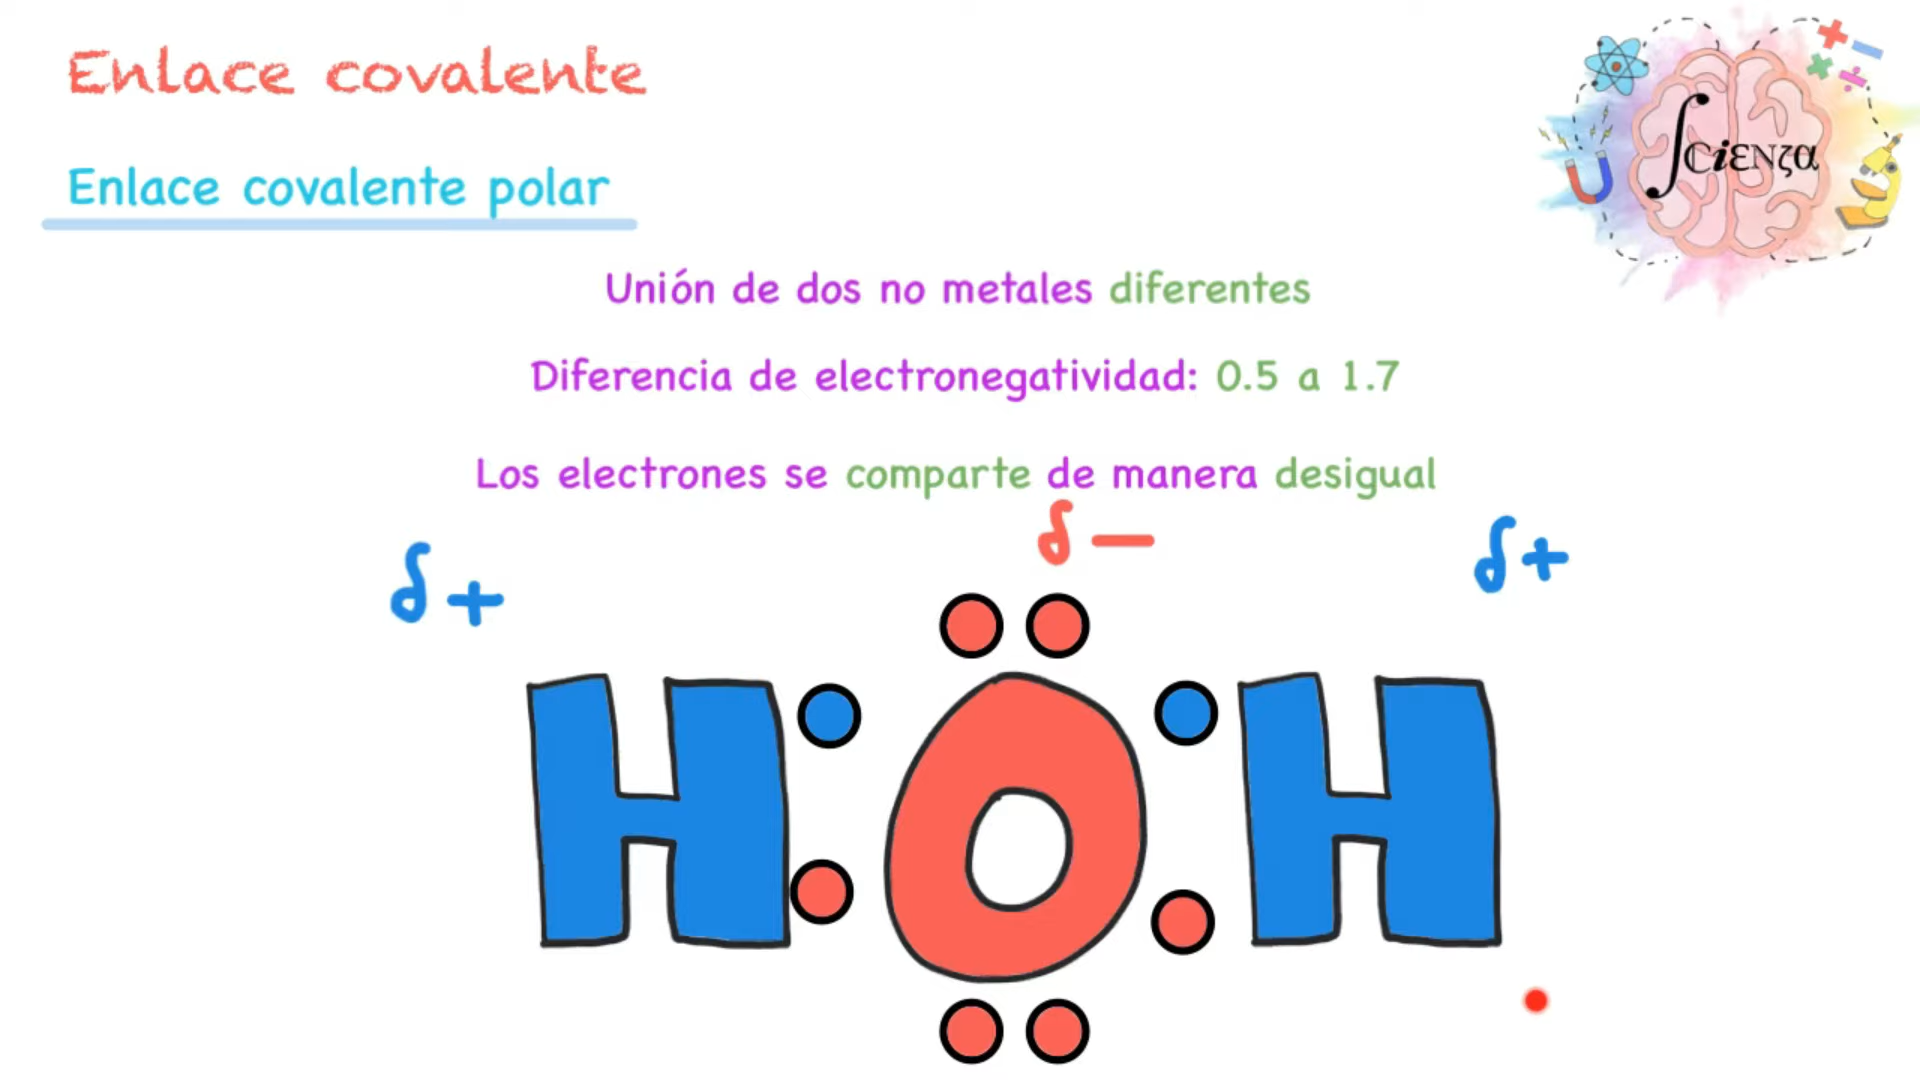 Enlace covalente
Enlace covalente polar
∫CiENζα
Unión de dos no metales diferentes
Diferencia de electronegatividad: 0.5 a 1.7
Los electrones se comparte de manera desigual
δ+ δ− δ+
H O H